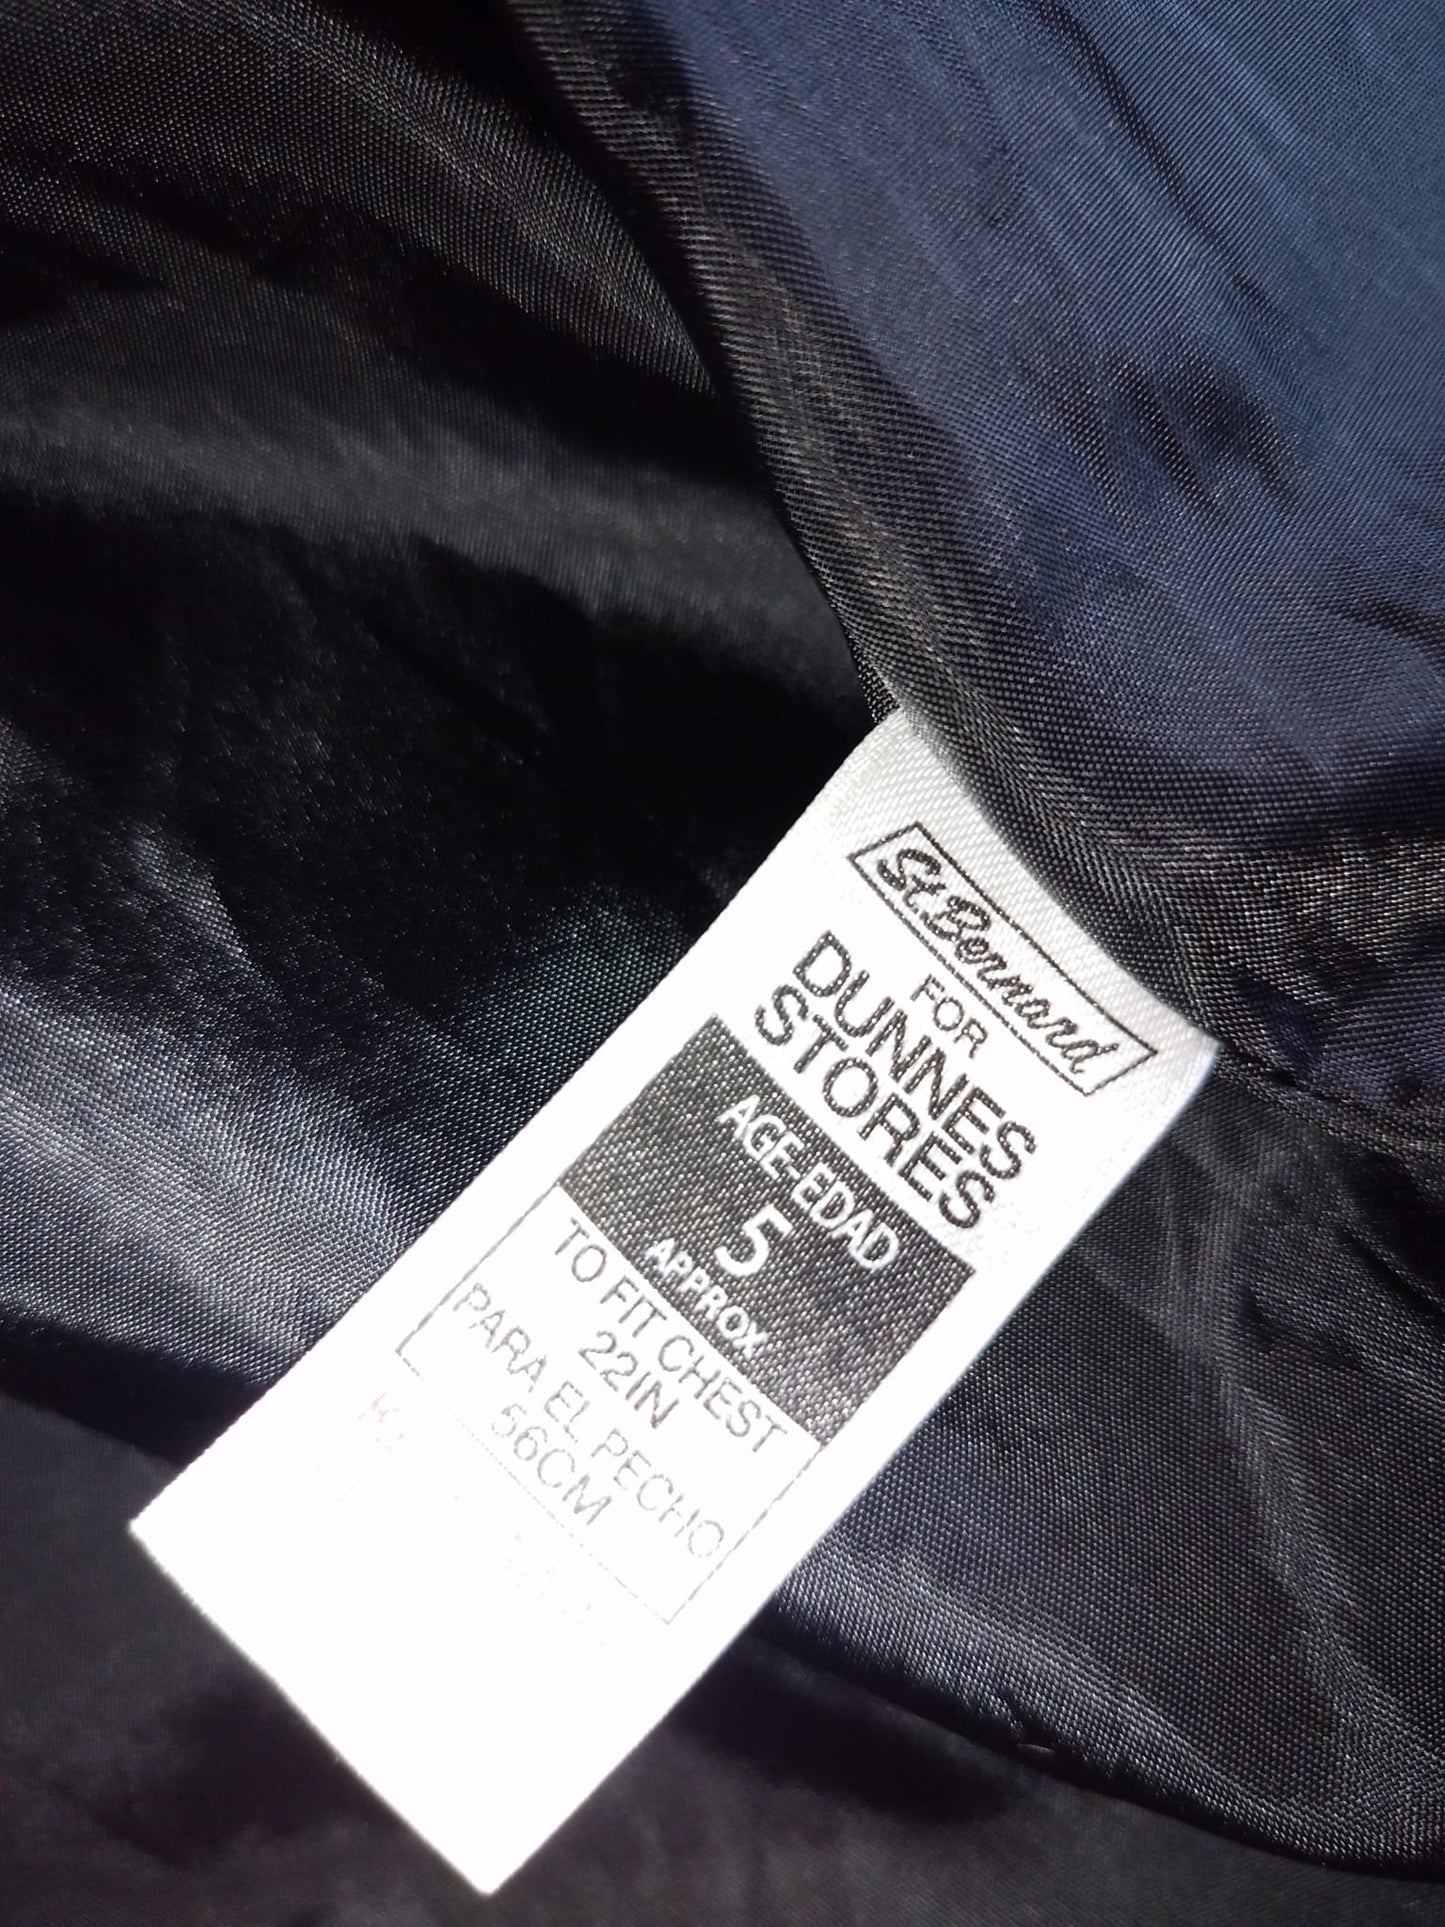 St. Bernard
FOR
DUNNES
STORES
AGE-EDAD
5
APPROX
TO FIT CHEST
22IN
PARA EL PECHO
56CM